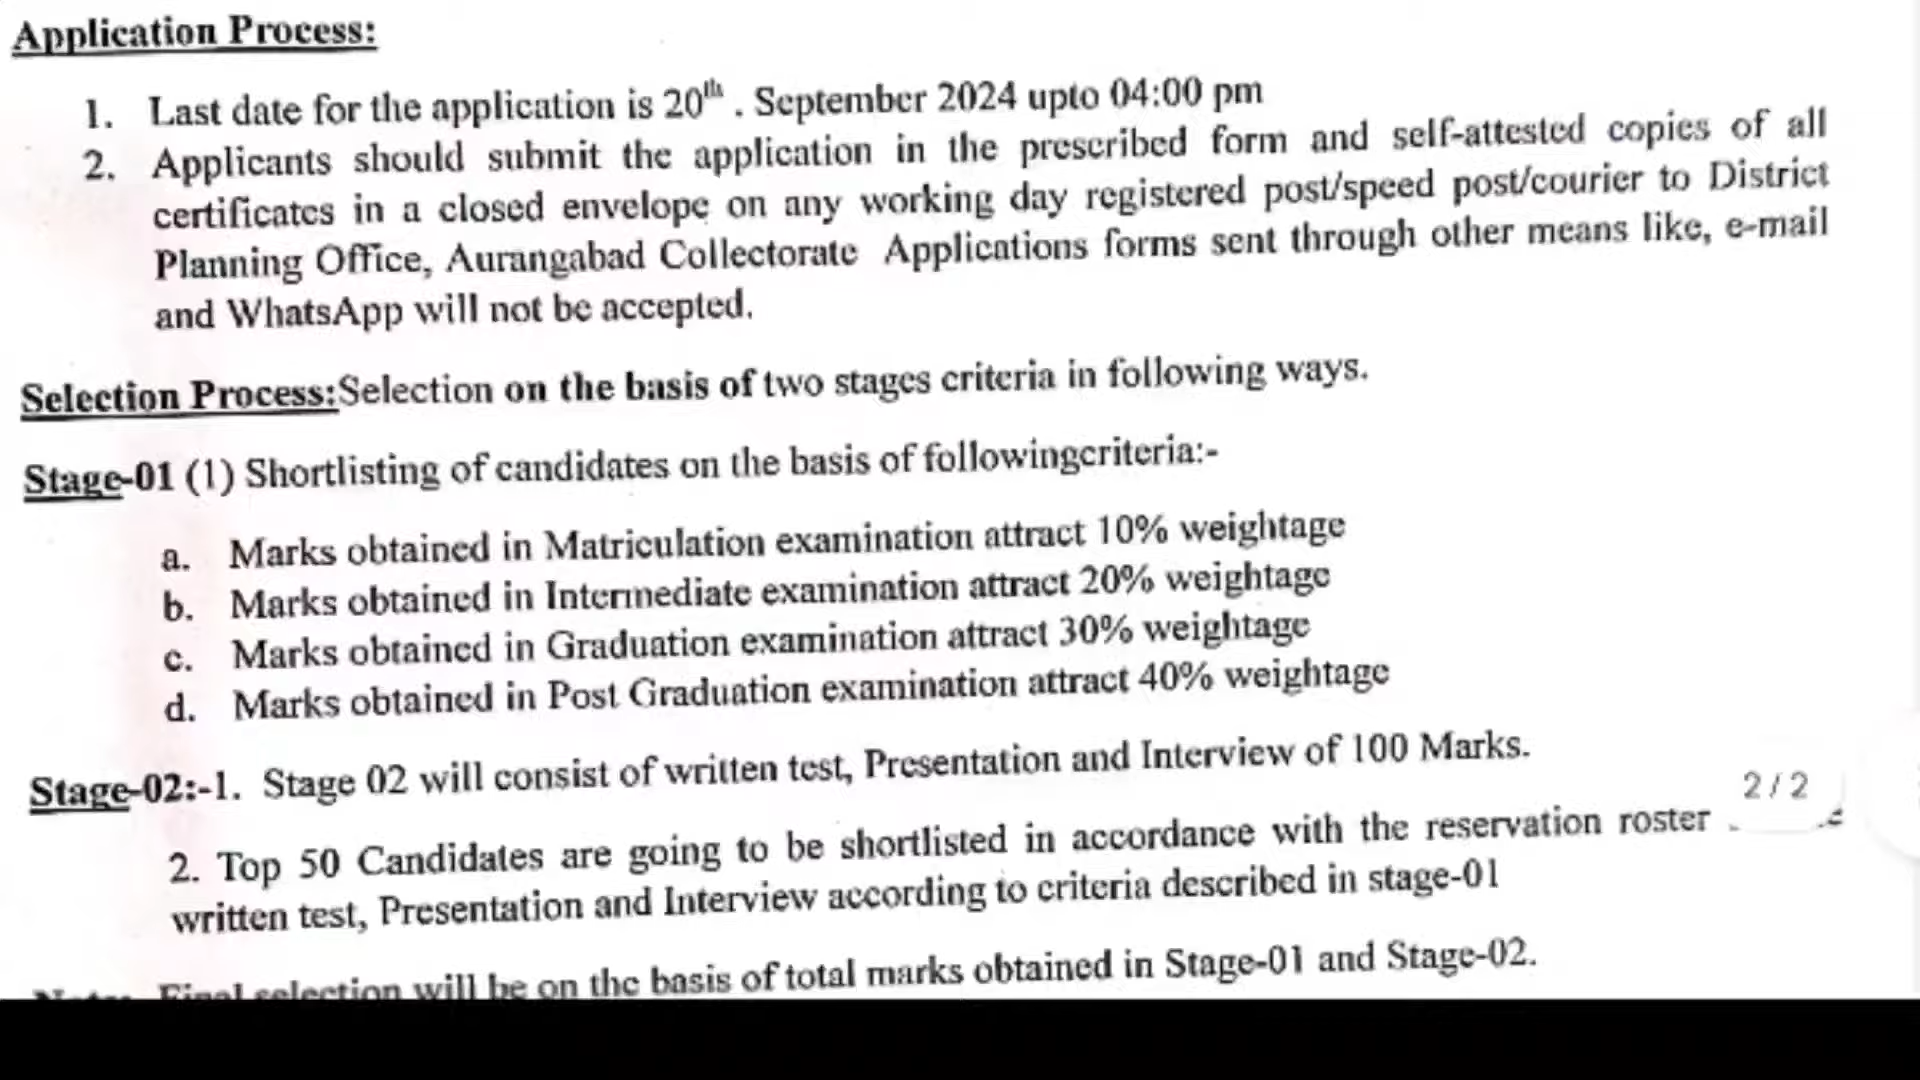 Application Process:
1. Last date for the application is 20th . September 2024 upto 04:00 pm
2. Applicants should submit the application in the prescribed form and self-attested copies of all
certificates in a closed envelope on any working day registered post/speed post/courier to District
Planning Office, Aurangabad Collectorate Applications forms sent through other means like, e-mail
and WhatsApp will not be accepted.
Selection Process:Selection on the basis of two stages criteria in following ways.
Stage-01 (1) Shortlisting of candidates on the basis of followingcriteria:-
a. Marks obtained in Matriculation examination attract 10% weightage
b. Marks obtained in Intermediate examination attract 20% weightage
c. Marks obtained in Graduation examination attract 30% weightage
d. Marks obtained in Post Graduation examination attract 40% weightage
Stage-02:-1. Stage 02 will consist of written test, Presentation and Interview of 100 Marks.
2/2
2. Top 50 Candidates are going to be shortlisted in accordance with the reservation roster
written test, Presentation and Interview according to criteria described in stage-01
Final selection will be on the basis of total marks obtained in Stage-01 and Stage-02.